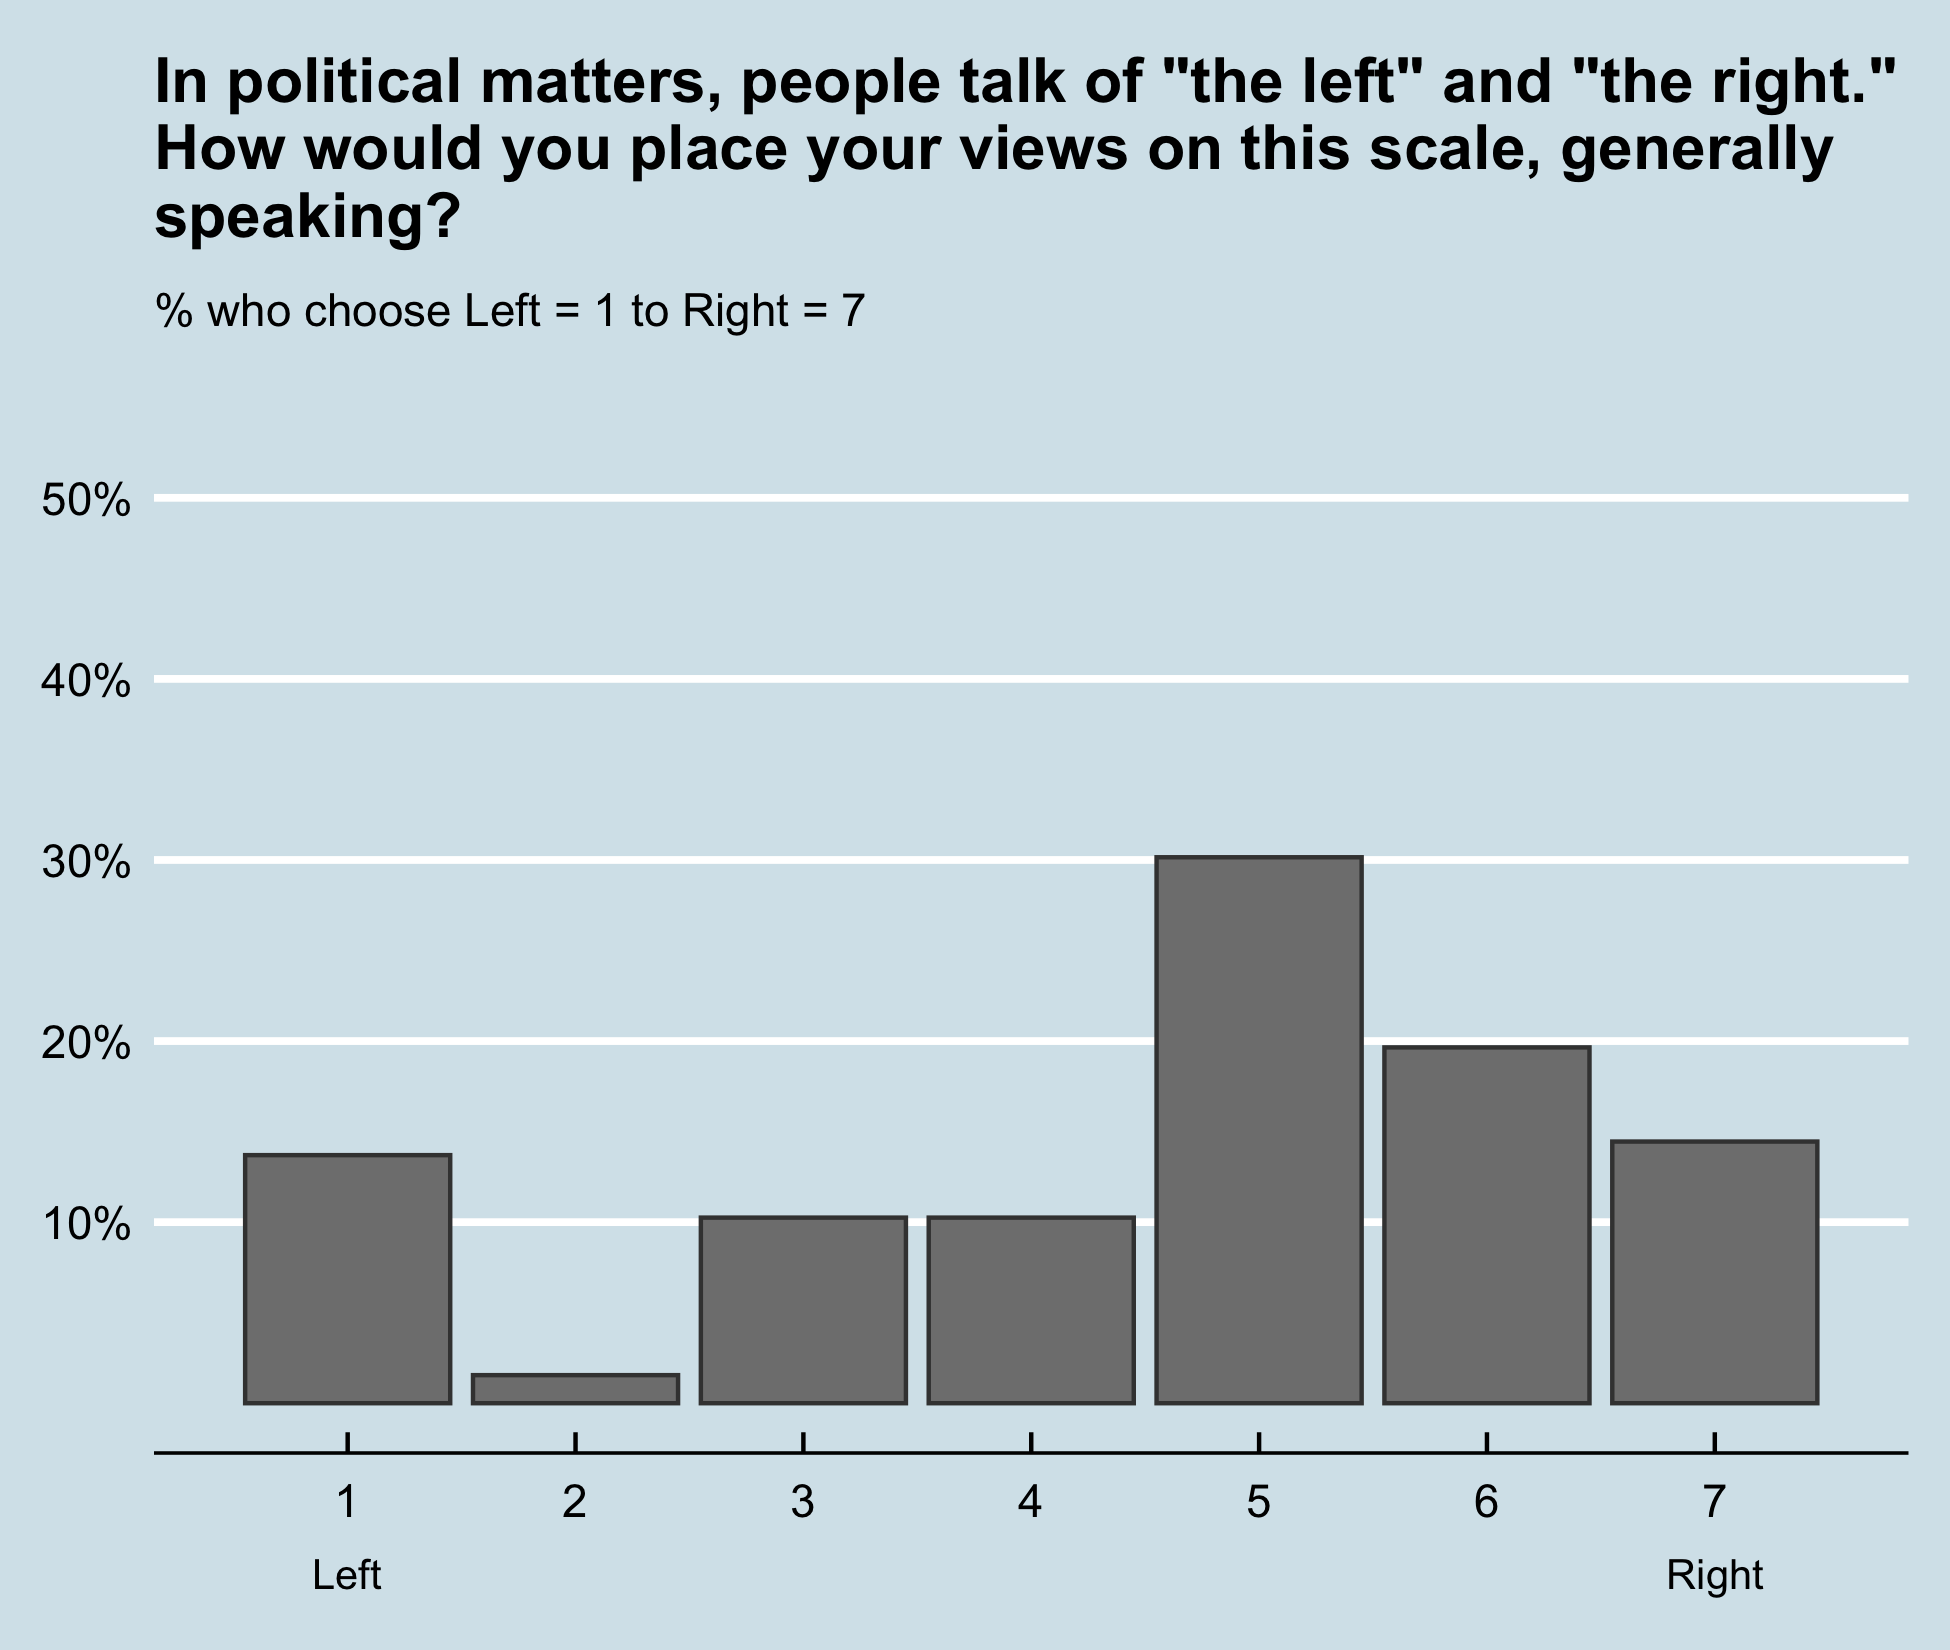 In political matters, people talk of "the left" and "the right."
How would you place your views on this scale, generally
speaking?
% who choose Left = 1 to Right = 7
50%
40%
30%
20%
10%
1 2 3 4 5 6 7
Left Right